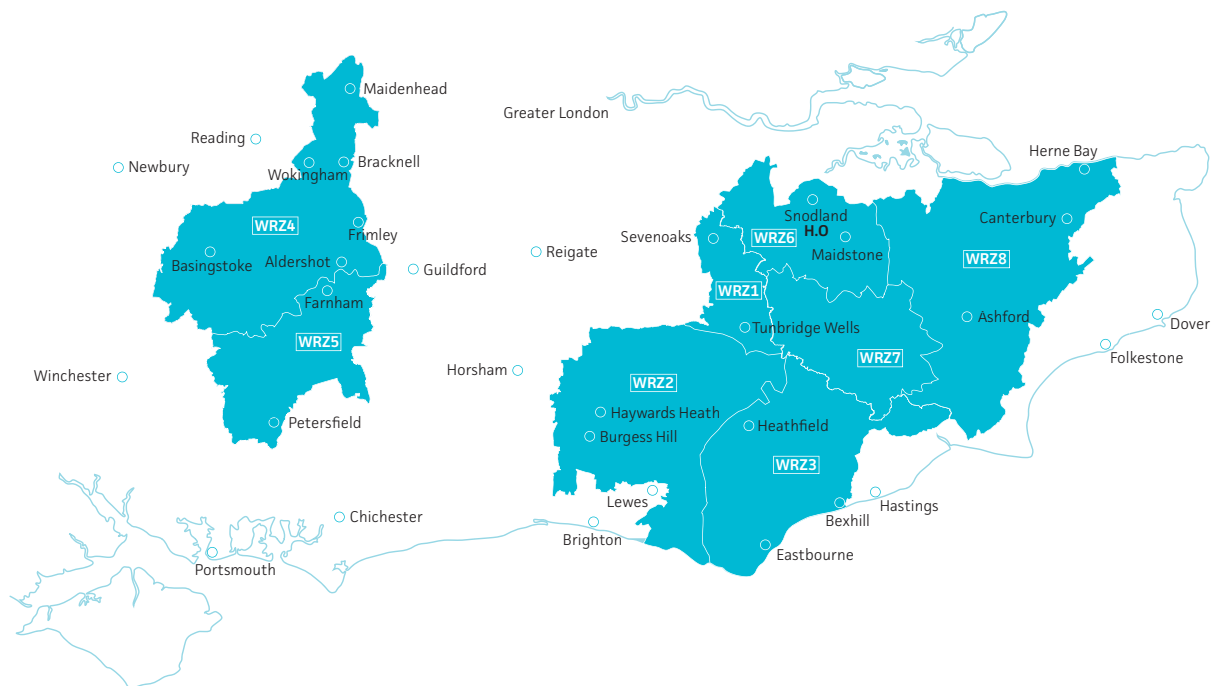 Maidenhead
Greater London
Reading
Herne Bay
Newbury
Bracknell
Wokingham
Snodland
Canterbury
WRZ4
H.O
Frimley
Sevenoaks
WRZ6
Reigate
Maidstone
WRZ8
Basingstoke
Aldershot
Guildford
WRZ1
Farnham
Ashford
Dover
Tunbridge Wells
WRZ5
Folkestone
WRZ7
Horsham
Winchester
WRZ2
Haywards Heath
Petersfield
Heathfield
Burgess Hill
WRZ3
Lewes
Hastings
Chichester
Bexhill
Brighton
Eastbourne
Portsmouth